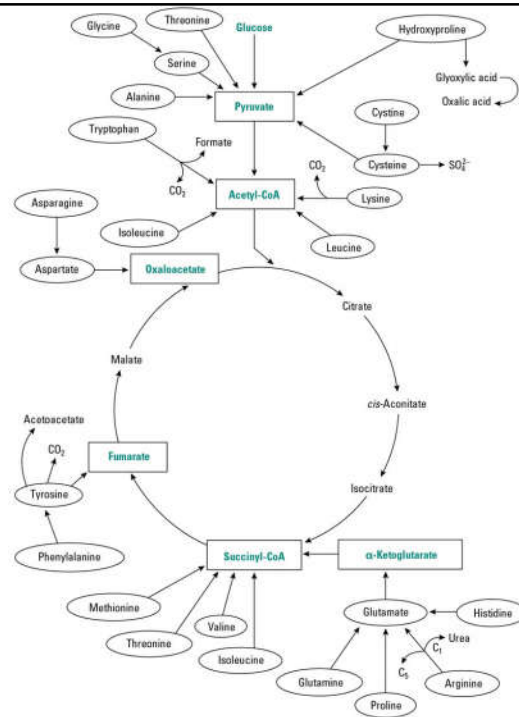 Threonine
Glycine
Glucose
Hydroxyproline
Serine
Glyoxylic acid
Alanine
Pyruvate
Oxalic acid
Cystine
Tryptophan
Formate
CO₂
Cysteine
SO₄²⁻
CO₂
Asparagine
Acetyl-CoA
Lysine
Isoleucine
Leucine
Aspartate
Oxaloacetate
Citrate
Malate
cis-Aconitate
Acetoacetate
CO₂
Fumarate
Isocitrate
Tyrosine
Phenylalanine
Succinyl-CoA
α-Ketoglutarate
Methionine
Glutamate
Histidine
Valine
Threonine
Urea
C₁
Isoleucine
C₅
Glutamine
Arginine
Proline